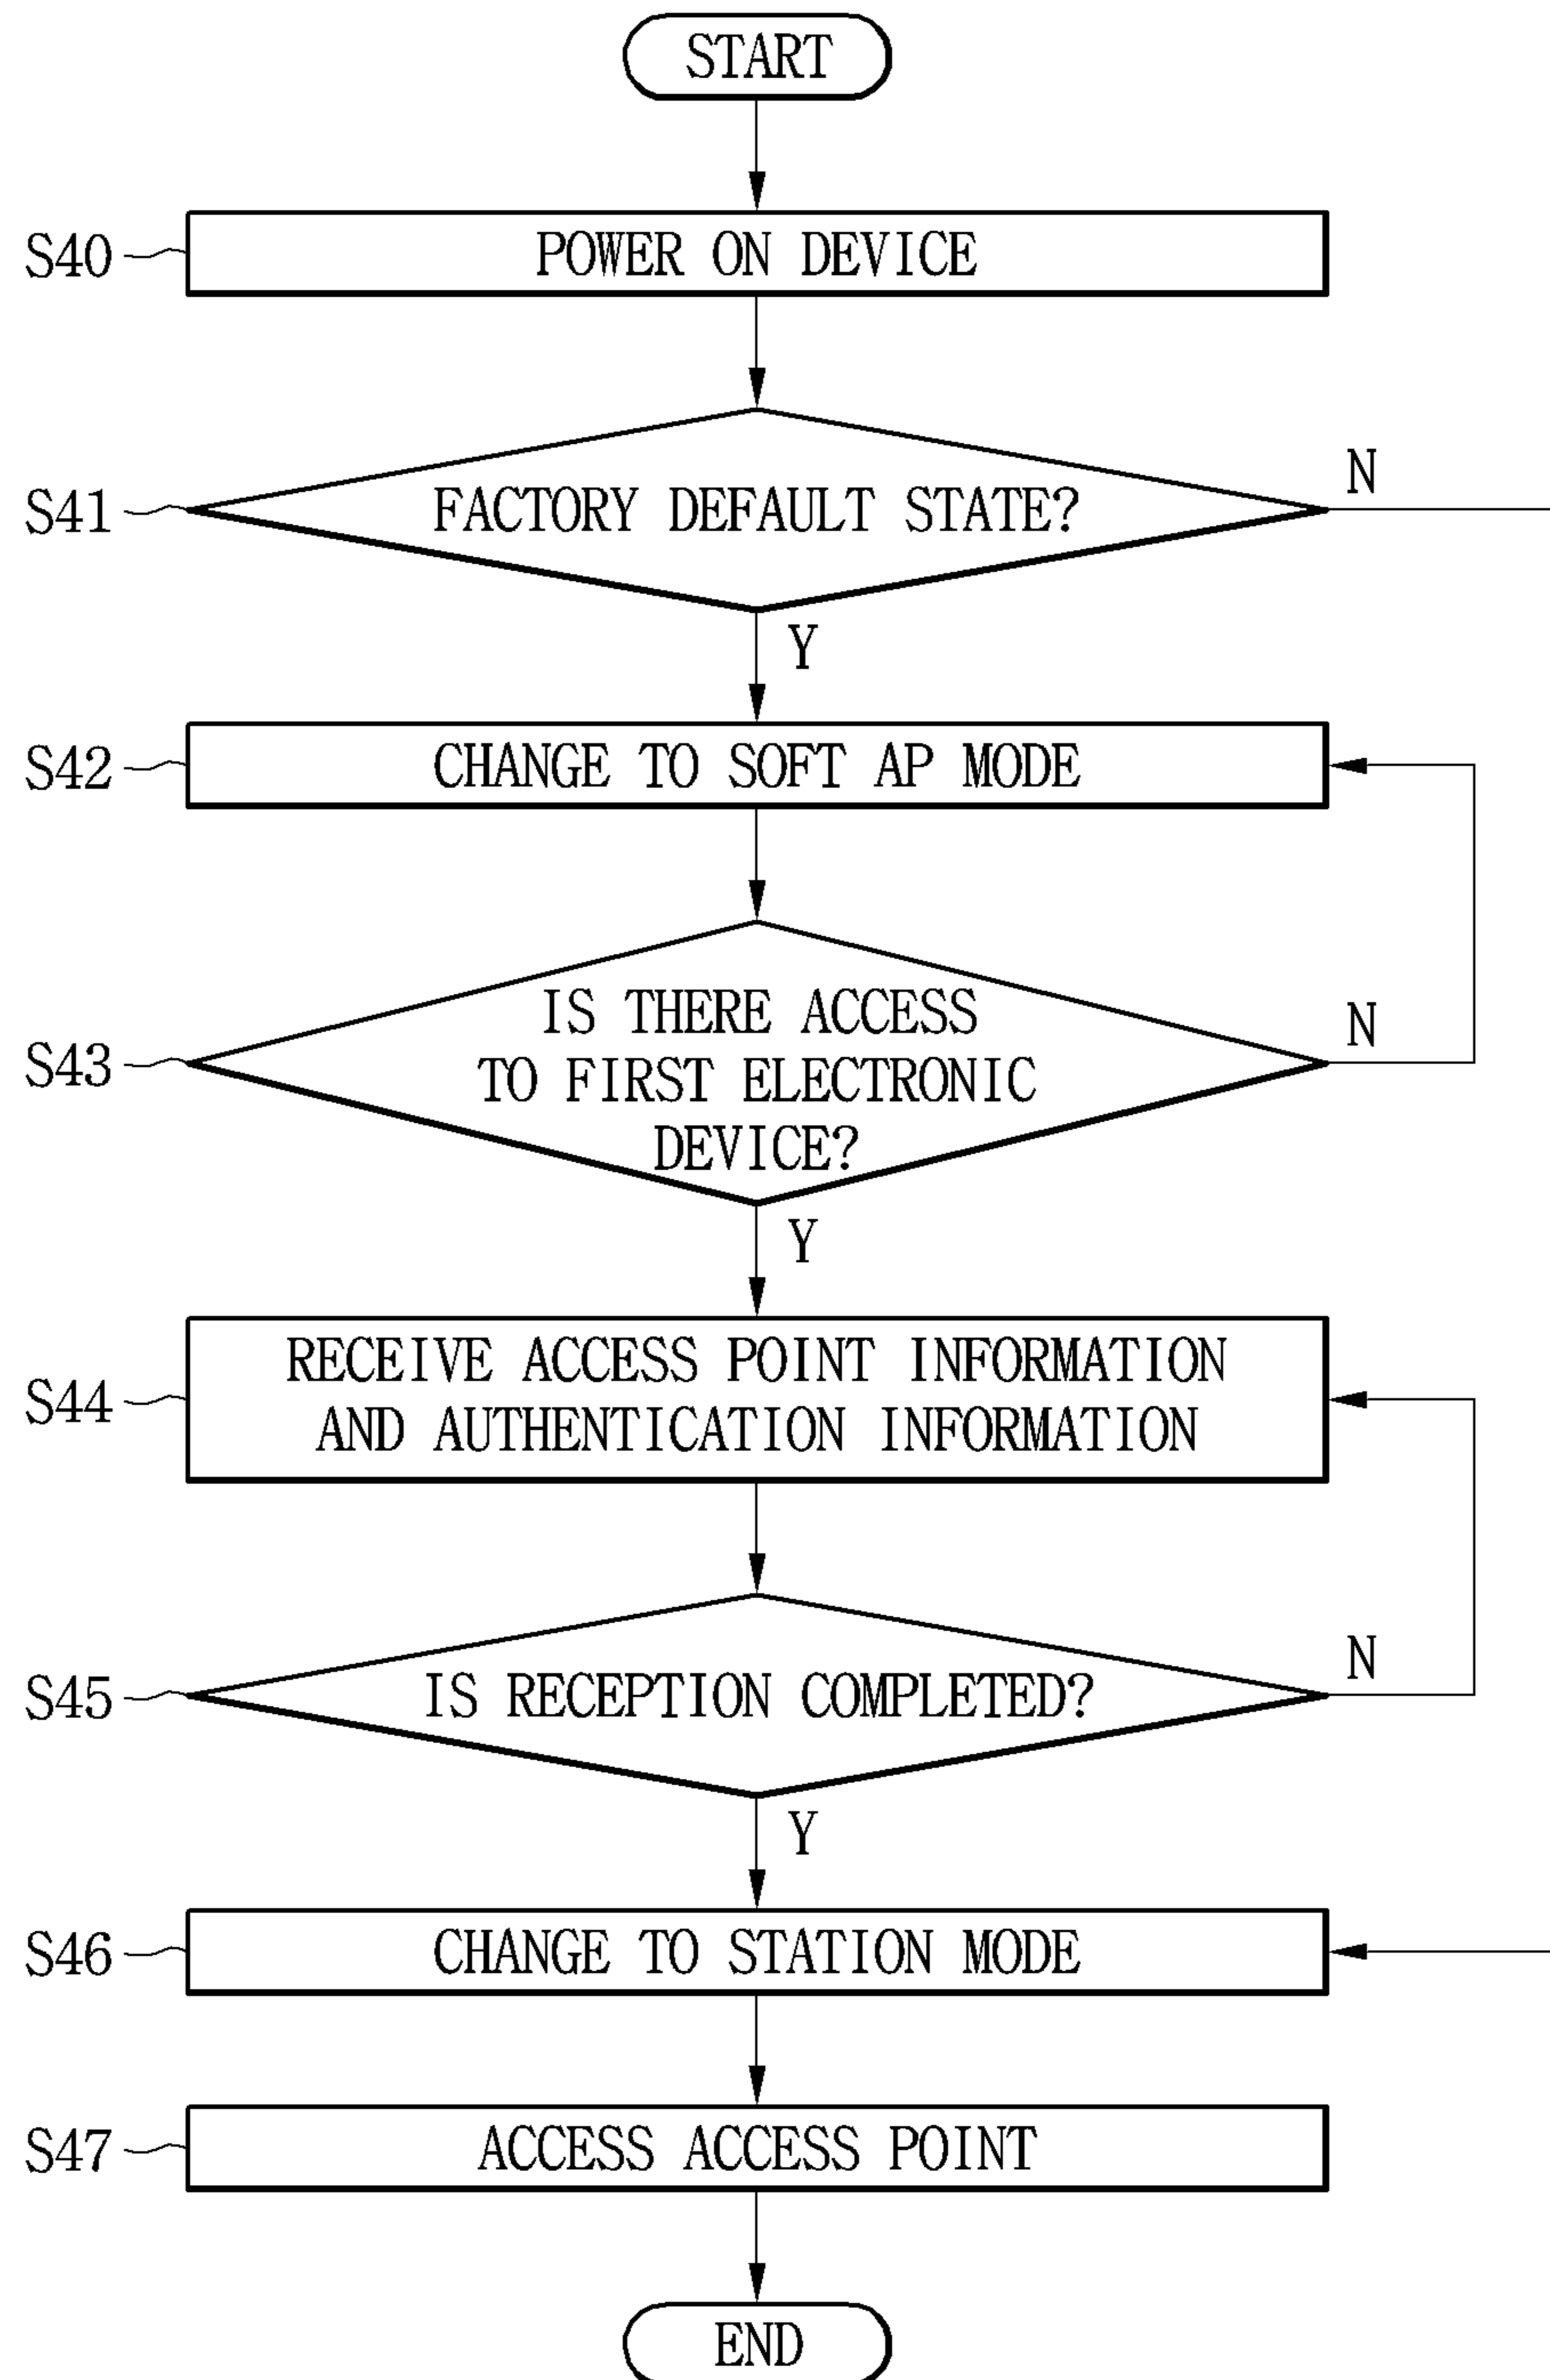 START
S40
POWER ON DEVICE
S41
FACTORY DEFAULT STATE?
N
Y
S42
CHANGE TO SOFT AP MODE
S43
IS THERE ACCESS
TO FIRST ELECTRONIC
DEVICE?
N
Y
S44
RECEIVE ACCESS POINT INFORMATION
AND AUTHENTICATION INFORMATION
S45
IS RECEPTION COMPLETED?
N
Y
S46
CHANGE TO STATION MODE
S47
ACCESS ACCESS POINT
END